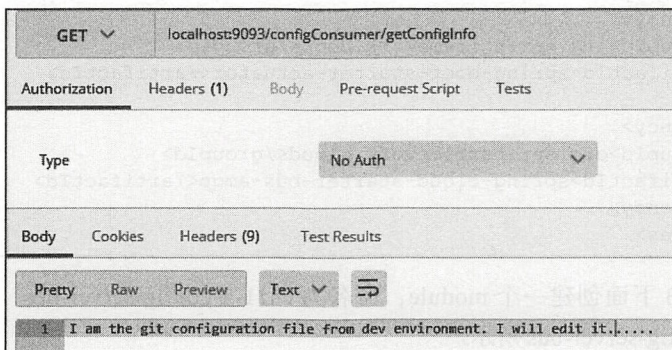 GET localhost:9093/configConsumer/getConfigInfo
Authorization Headers (1) Body Pre-request Script Tests
Type No Auth
Body Cookies Headers (9) Test Results
Pretty Raw Preview Text
1 I am the git configuration file from dev environment. I will edit it.......